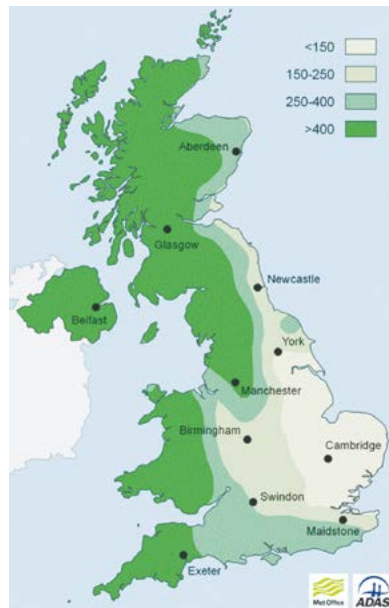 <150
150-250
250-400
>400
Aberdeen
Glasgow
Newcastle
Belfast
York
Manchester
Birmingham
Cambridge
Swindon
Maidstone
Exeter
Met Office
ADAS